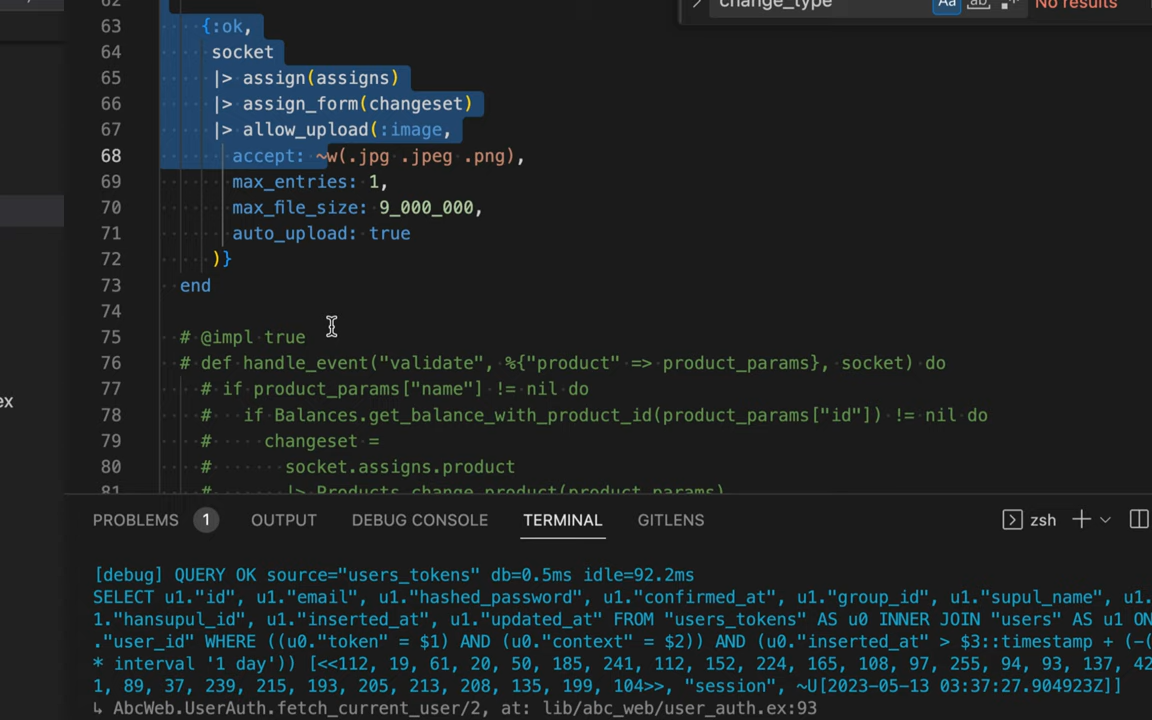 change_type
Aa
ab
No results
62
63 {:ok,
64 socket
65 |> assign(assigns)
66 |> assign_form(changeset)
67 |> allow_upload(:image,
68 accept: ~w(.jpg .jpeg .png),
69 max_entries: 1,
70 max_file_size: 9_000_000,
71 auto_upload: true
72 )}
73 end
74
75 # @impl true
76 # def handle_event("validate", %{"product" => product_params}, socket) do
77 # if product_params["name"] != nil do
78 # if Balances.get_balance_with_product_id(product_params["id"]) != nil do
79 # changeset =
80 # socket.assigns.product
81 # |> Products.change_product(product_params)
ex
PROBLEMS 1 OUTPUT DEBUG CONSOLE TERMINAL GITLENS zsh
[debug] QUERY OK source="users_tokens" db=0.5ms idle=92.2ms
SELECT u1."id", u1."email", u1."hashed_password", u1."confirmed_at", u1."group_id", u1."supul_name", u1.
1."hansupul_id", u1."inserted_at", u1."updated_at" FROM "users_tokens" AS u0 INNER JOIN "users" AS u1 ON
."user_id" WHERE ((u0."token" = $1) AND (u0."context" = $2)) AND (u0."inserted_at" > $3::timestamp + (-(
* interval '1 day')) [<<112, 19, 61, 20, 50, 185, 241, 112, 152, 224, 165, 108, 97, 255, 94, 93, 137, 42
1, 89, 37, 239, 215, 193, 205, 213, 208, 135, 199, 104>>, "session", ~U[2023-05-13 03:37:27.904923Z]]
↳ AbcWeb.UserAuth.fetch_current_user/2, at: lib/abc_web/user_auth.ex:93